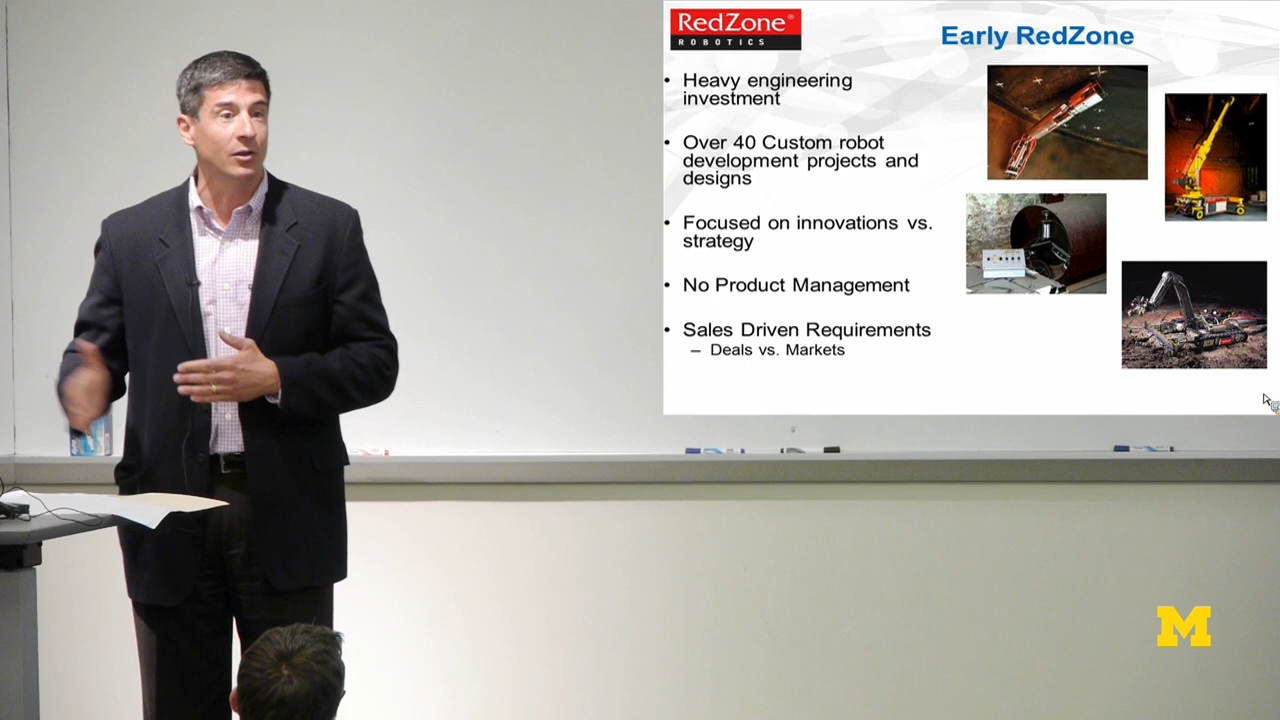 RedZone®
ROBOTICS
Early RedZone
• Heavy engineering
investment
• Over 40 Custom robot
development projects and
designs
• Focused on innovations vs.
strategy
• No Product Management
• Sales Driven Requirements
– Deals vs. Markets
M